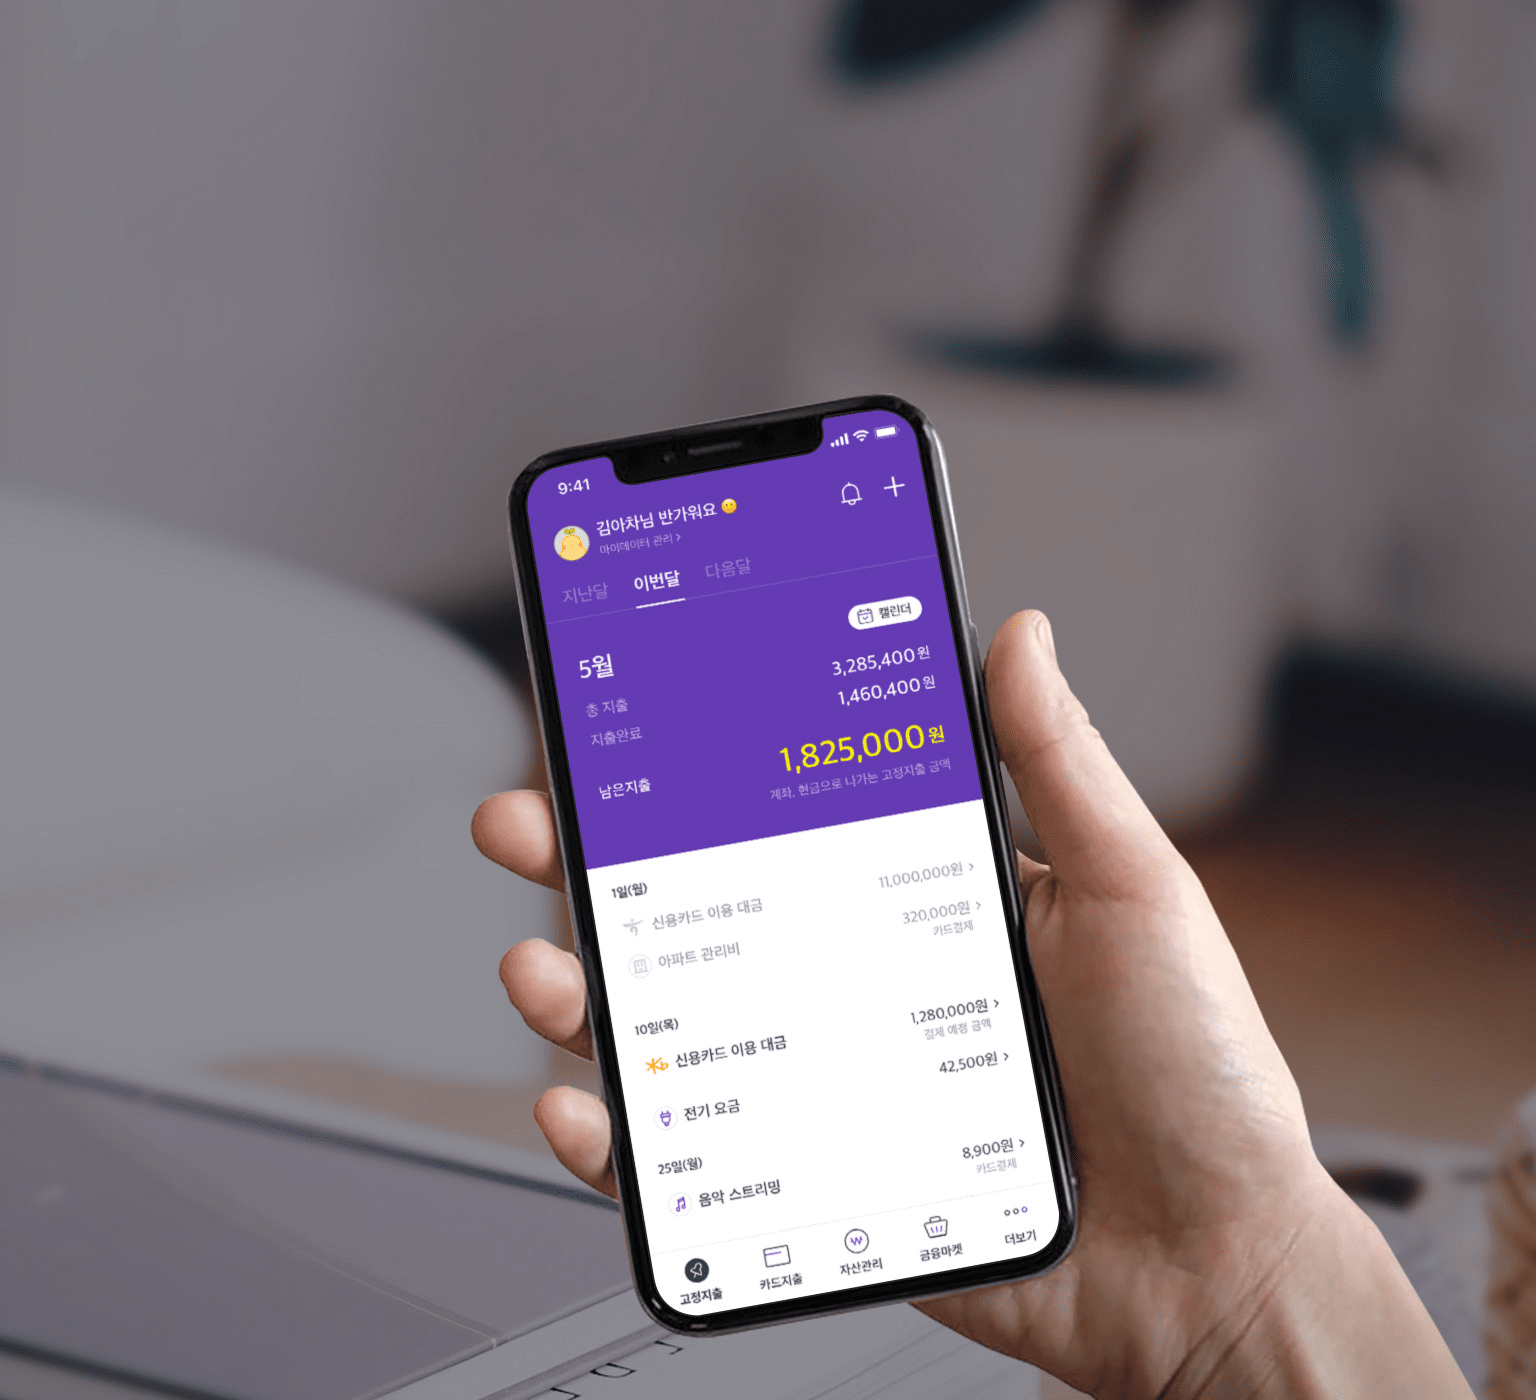 9:41
김아차님 반가워요
마이데이터 관리 >
지난달 이번달 다음달
캘린더
5월
총 지출 3,285,400원
지출완료 1,460,400원
남은지출 1,825,000원
계좌, 현금으로 나가는 고정지출 금액
1일(월)
신용카드 이용 대금 11,000,000원 >
아파트 관리비 320,000원 >
카드결제
10일(목)
신용카드 이용 대금 1,280,000원 >
결제 예정 금액
전기 요금 42,500원 >
25일(월)
음악 스트리밍 8,900원 >
카드결제
고정지출 카드지출 자산관리 금융마켓 더보기